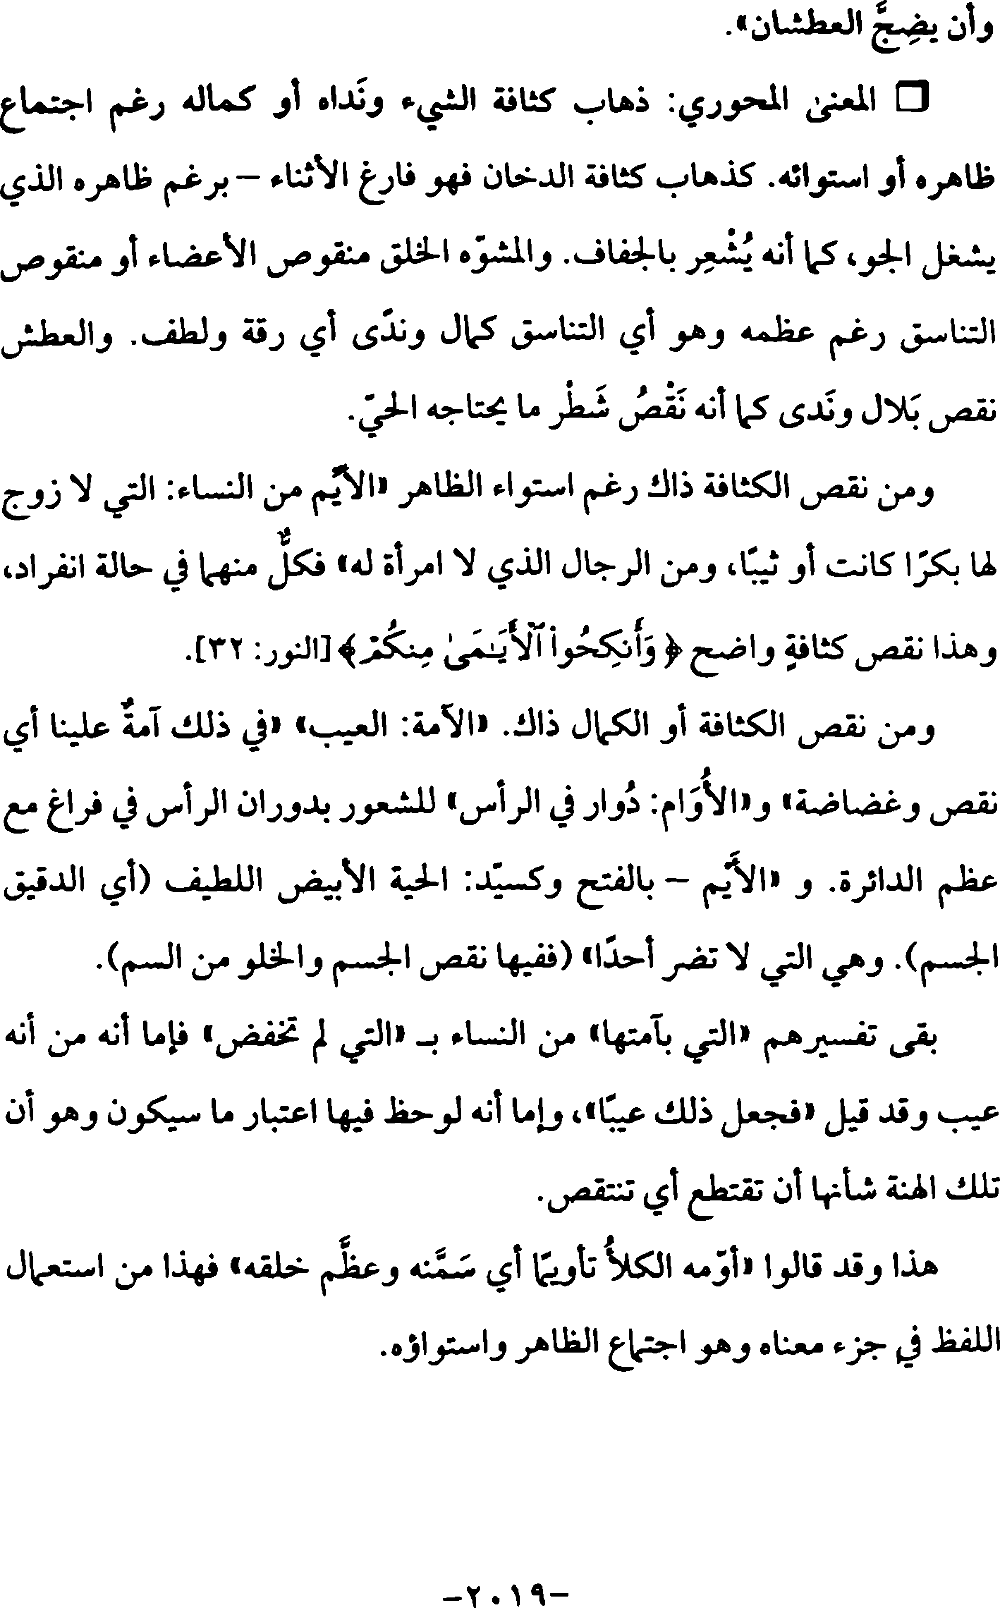 وأن يضِجَّ العطشان».
□ المعنىٰ المحوري: ذهاب كثافة الشيء ونَداه أو كماله رغم اجتماع
ظاهره أو استوائه. كذهاب كثافة الدخان فهو فارغ الأثناء – برغم ظاهره الذي
يشغل الجو، كما أنه يُشْعِر بالجفاف. والمشوّه الخلق منقوص الأعضاء أو منقوص
التناسق رغم عظمه وهو أي التناسق كمال وندّى أي رقة ولطف. والعطش
نقص بَلال ونَدى كما أنه نَقْصُ شَطْر ما يحتاجه الحيّ.
ومن نقص الكثافة ذاك رغم استواء الظاهر «الأيِّم من النساء: التي لا زوج
لها بكرًا كانت أو ثيبًا، ومن الرجال الذي لا امرأة له» فكلٌّ منهما في حالة انفراد،
وهذا نقص كثافةٍ واضح ﴿وَأَنكِحُوا۟ ٱلْأَيَـٰمَىٰ مِنكُمْ﴾ [النور: ٣٢].
ومن نقص الكثافة أو الكمال ذاك. «الآمة: العيب» «في ذلك آمةٌ علينا أي
نقص وغضاضة» و«الأُوَام: دُوار في الرأس» للشعور بدوران الرأس في فراغ مع
عظم الدائرة. و «الأَيِّم – بالفتح وكسيّد: الحية الأبيض اللطيف (أي الدقيق
الجسم). وهي التي لا تضر أحدًا» (ففيها نقص الجسم والخلو من السم).
بقى تفسيرهم «التي بآمتها» من النساء بـ «التي لم تخفض» فإما أنه من أنه
عيب وقد قيل «فجعل ذلك عيبًا»، وإما أنه لوحظ فيها اعتبار ما سيكون وهو أن
تلك الهنة شأنها أن تقتطع أي تنتقص.
هذا وقد قالوا «أوّمه الكلأُ تأويمًا أي سَمَّنه وعظَّم خلقه» فهذا من استعمال
اللفظ في جزء معناه وهو اجتماع الظاهر واستواؤه.
-٢٠١٩-